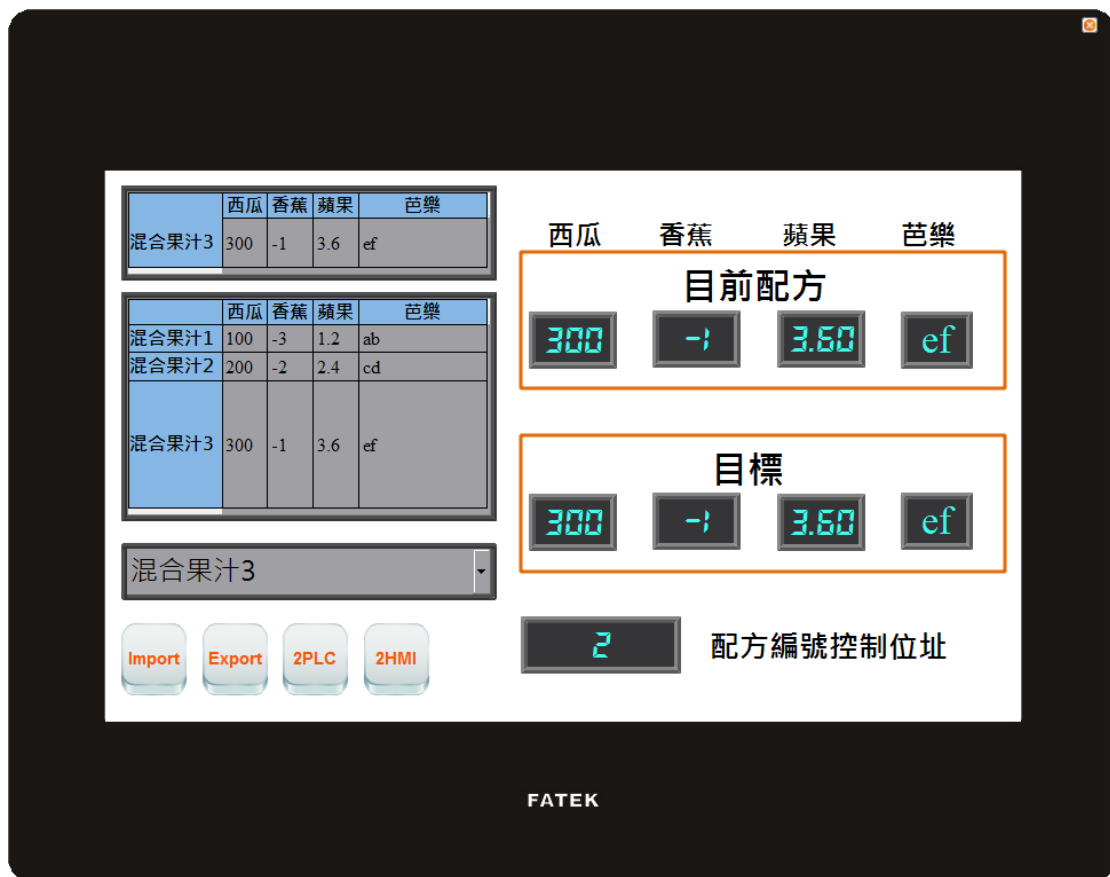 西瓜 香蕉 蘋果 芭樂
混合果汁3 300 -1 3.6 ef
西瓜 香蕉 蘋果 芭樂
混合果汁1 100 -3 1.2 ab
混合果汁2 200 -2 2.4 cd
混合果汁3 300 -1 3.6 ef
混合果汁3
Import Export 2PLC 2HMI
西瓜 香蕉 蘋果 芭樂
目前配方
300 -1 3.60 ef
目標
300 -1 3.60 ef
2 配方編號控制位址
FATEK